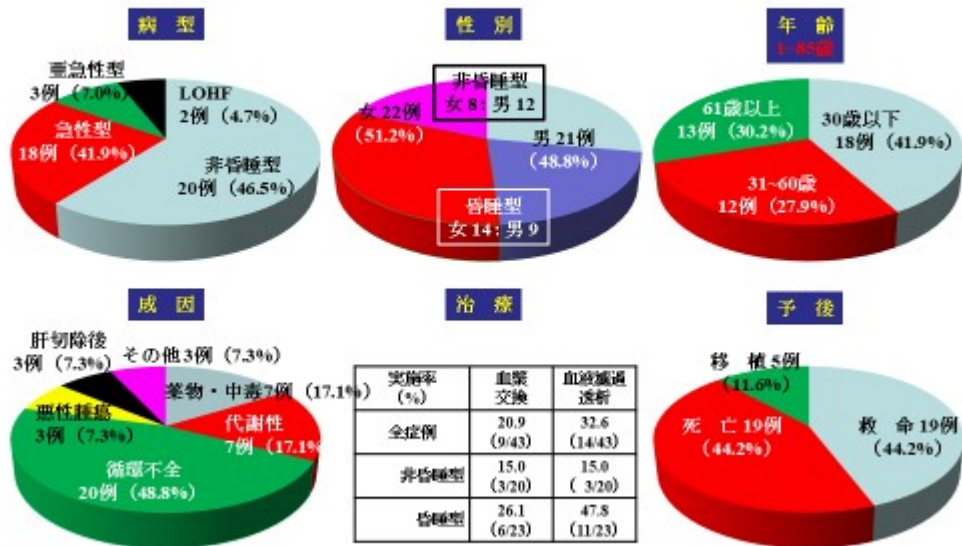 病 型
亜急性型
3例 (7.0%)
LOHF
2例 (4.7%)
急性型
18例 (41.9%)
非昏睡型
20例 (46.5%)
性 別
非昏睡型
女 8 : 男 12
女 22例
(51.2%)
男 21例
(48.8%)
昏睡型
女 14 : 男 9
年 齢
1~85歳
61歳以上
13例 (30.2%)
30歳以下
18例 (41.9%)
31~60歳
12例 (27.9%)
成 因
肝切除後
3例 (7.3%)
その他 3例 (7.3%)
薬物・中毒 7例 (17.1%)
悪性腫瘍
3例 (7.3%)
代謝性
7例 (17.1%
循環不全
20例 (48.8%)
治 療
実施率 (%) 血漿交換 血液濾過透析
全症例 20.9 (9/43) 32.6 (14/43)
非昏睡型 15.0 (3/20) 15.0 ( 3/20)
昏睡型 26.1 (6/23) 47.8 (11/23)
予 後
移 植 5例
(11.6%)
死 亡 19例
(44.2%)
救 命 19例
(44.2%)